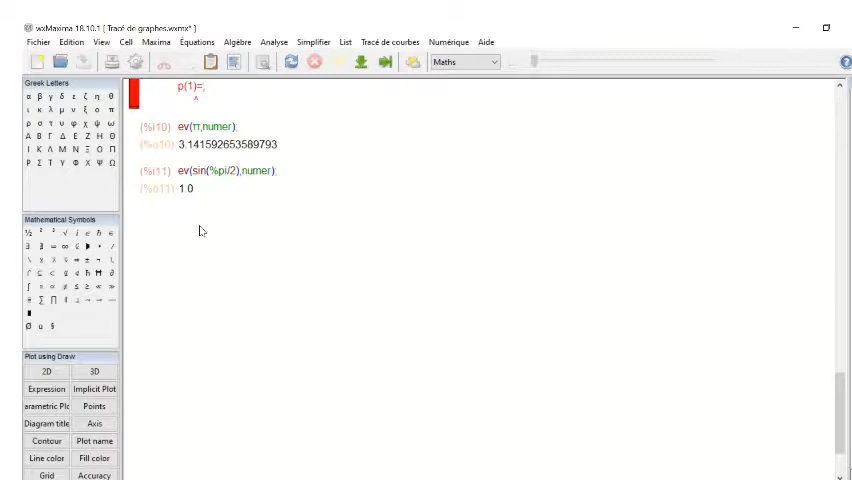 wxMaxima 18.10.1 [ Tracé de graphes.wxmx* ]
Fichier Edition View Cell Maxima Équations Algèbre Analyse Simplifier List Tracé de courbes Numérique Aide
Maths
Greek Letters
α β γ δ ε ζ η θ
ι κ λ μ ν ξ ο π
ρ σ τ υ φ χ ψ ω
Α Β Γ Δ Ε Ζ Η Θ
Ι Κ Λ Μ Ν Ξ Ο Π
Ρ Σ Τ Υ Φ Χ Ψ Ω
Mathematical Symbols
Plot using Draw
2D 3D
Expression Implicit Plot
arametric Plo Points
Diagram title Axis
Contour Plot name
Line color Fill color
Grid Accuracy
p(1)=,
^
(%i10) ev(π,numer);
(%o10) 3.141592653589793
(%i11) ev(sin(%pi/2),numer);
(%o11) 1.0